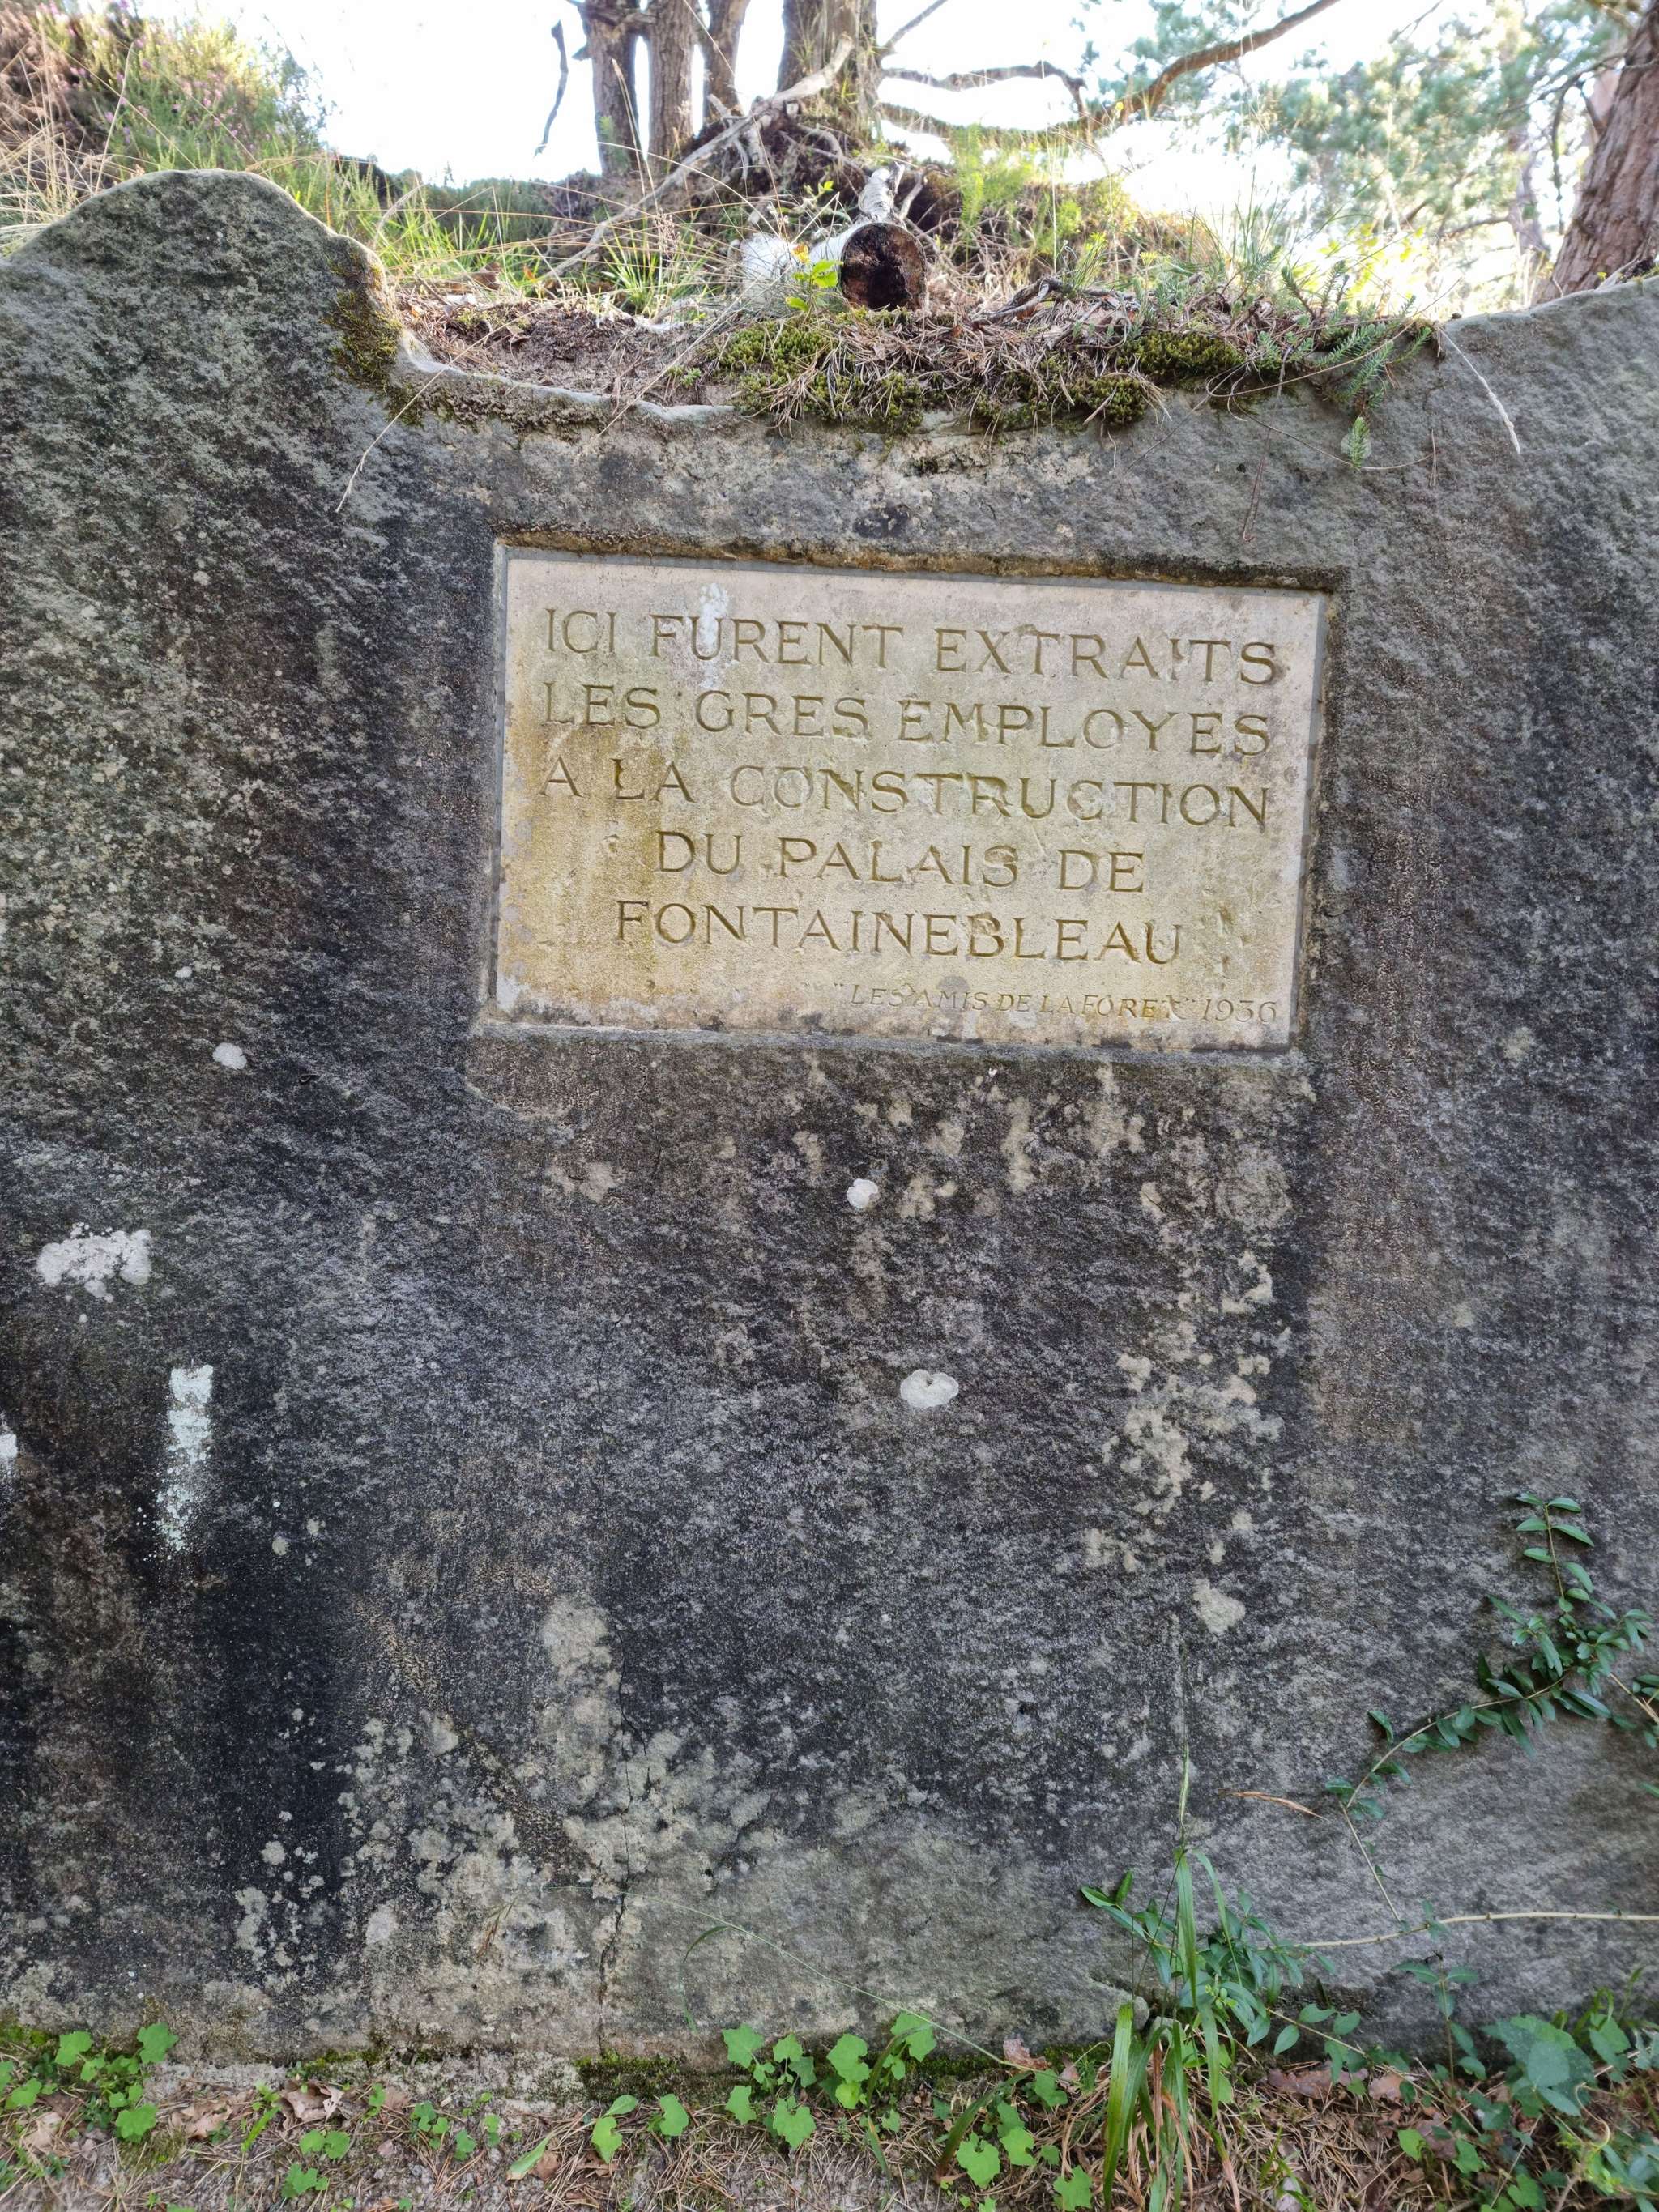 ICI FURENT EXTRAITS
LES GRES EMPLOYES
A LA CONSTRUCTION
DU PALAIS DE
FONTAINEBLEAU
"LES AMIS DE LA FORET" 1936